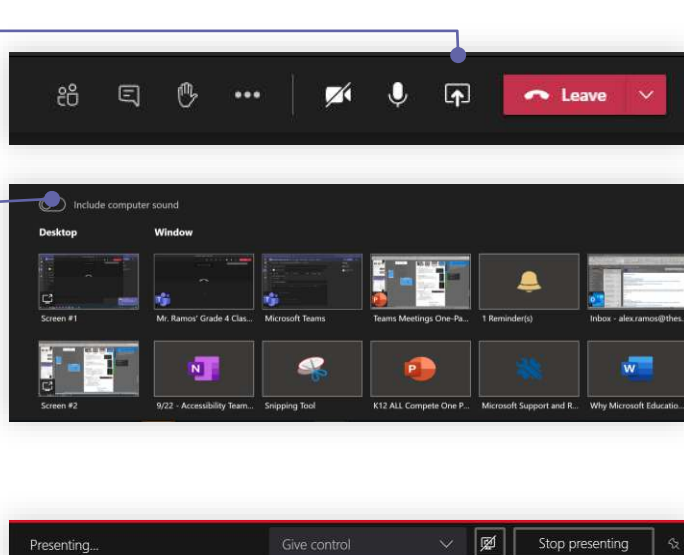 Leave
Include computer sound
Desktop Window
Screen #1 Mr. Ramos' Grade 4 Clas... Microsoft Teams Teams Meetings One-Pa... 1 Reminder(s) Inbox - alex.ramos@thes...
N P W
Screen #2 9/22 - Accessibility Team... Snipping Tool K12 ALL Compete One P... Microsoft Support and R... Why Microsoft Educatio...
Presenting... Give control Stop presenting